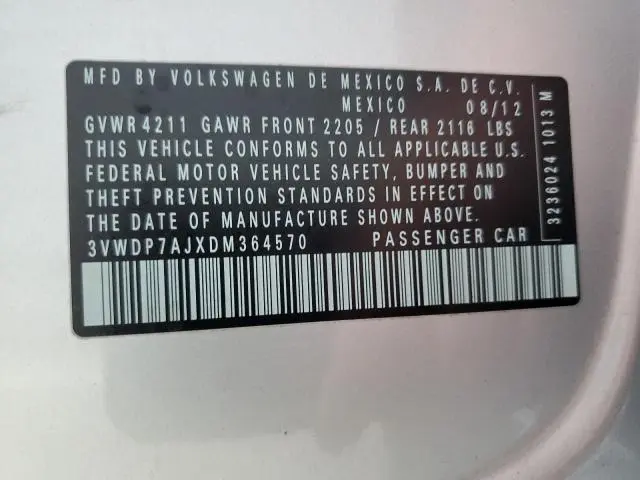 MFD BY VOLKSWAGEN DE MEXICO S.A. DE C.V.
MEXICO 08/12
GVWR 4211 GAWR FRONT 2205 / REAR 2116 LBS
THIS VEHICLE CONFORMS TO ALL APPLICABLE U.S.
FEDERAL MOTOR VEHICLE SAFETY, BUMPER AND
THEFT PREVENTION STANDARDS IN EFFECT ON
THE DATE OF MANUFACTURE SHOWN ABOVE.
3VWDP7AJXDM364570 PASSENGER CAR
3236024 1013 M